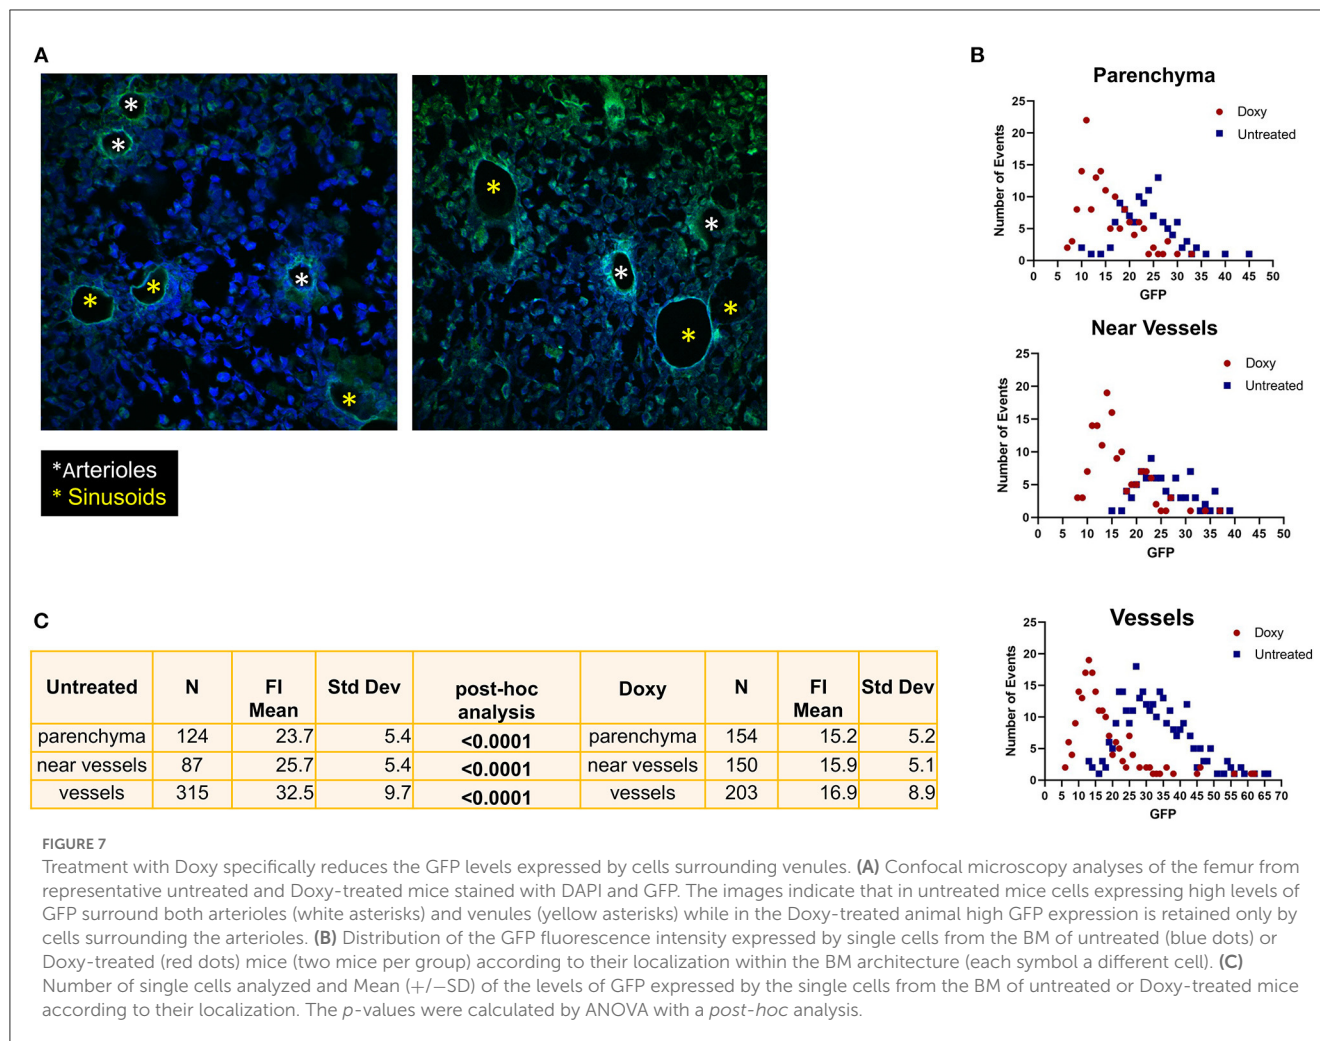 A
*Arterioles
* Sinusoids
B
Parenchyma
Doxy
Untreated
Number of Events
25
20
15
10
5
0
0 5 10 15 20 25 30 35 40 45 50
GFP
Near Vessels
Doxy
Untreated
Number of Events
25
20
15
10
5
0
0 5 10 15 20 25 30 35 40 45 50
GFP
Vessels
Doxy
Untreated
Number of Events
25
20
15
10
5
0
0 5 10 15 20 25 30 35 40 45 50 55 60 65 70
GFP
C
Untreated N FI Mean Std Dev post-hoc analysis Doxy N FI Mean Std Dev
parenchyma 124 23.7 5.4 <0.0001 parenchyma 154 15.2 5.2
near vessels 87 25.7 5.4 <0.0001 near vessels 150 15.9 5.1
vessels 315 32.5 9.7 <0.0001 vessels 203 16.9 8.9
FIGURE 7
Treatment with Doxy specifically reduces the GFP levels expressed by cells surrounding venules. (A) Confocal microscopy analyses of the femur from
representative untreated and Doxy-treated mice stained with DAPI and GFP. The images indicate that in untreated mice cells expressing high levels of
GFP surround both arterioles (white asterisks) and venules (yellow asterisks) while in the Doxy-treated animal high GFP expression is retained only by
cells surrounding the arterioles. (B) Distribution of the GFP fluorescence intensity expressed by single cells from the BM of untreated (blue dots) or
Doxy-treated (red dots) mice (two mice per group) according to their localization within the BM architecture (each symbol a different cell). (C)
Number of single cells analyzed and Mean (+/−SD) of the levels of GFP expressed by the single cells from the BM of untreated or Doxy-treated mice
according to their localization. The p-values were calculated by ANOVA with a post-hoc analysis.